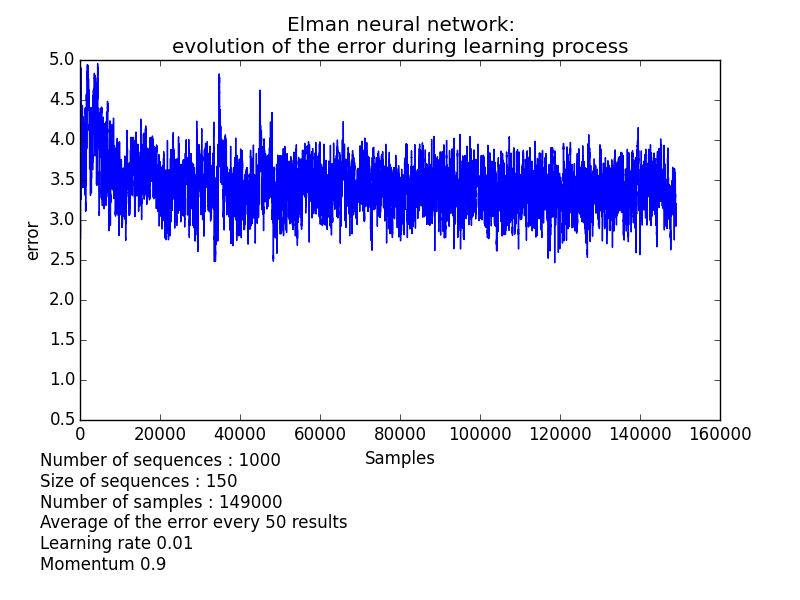 Elman neural network:
evolution of the error during learning process
5.0
4.5
4.0
3.5
3.0
2.5
2.0
1.5
1.0
0.5
error
0 20000 40000 60000 80000 100000 120000 140000 160000
Samples
Number of sequences : 1000
Size of sequences : 150
Number of samples : 149000
Average of the error every 50 results
Learning rate 0.01
Momentum 0.9